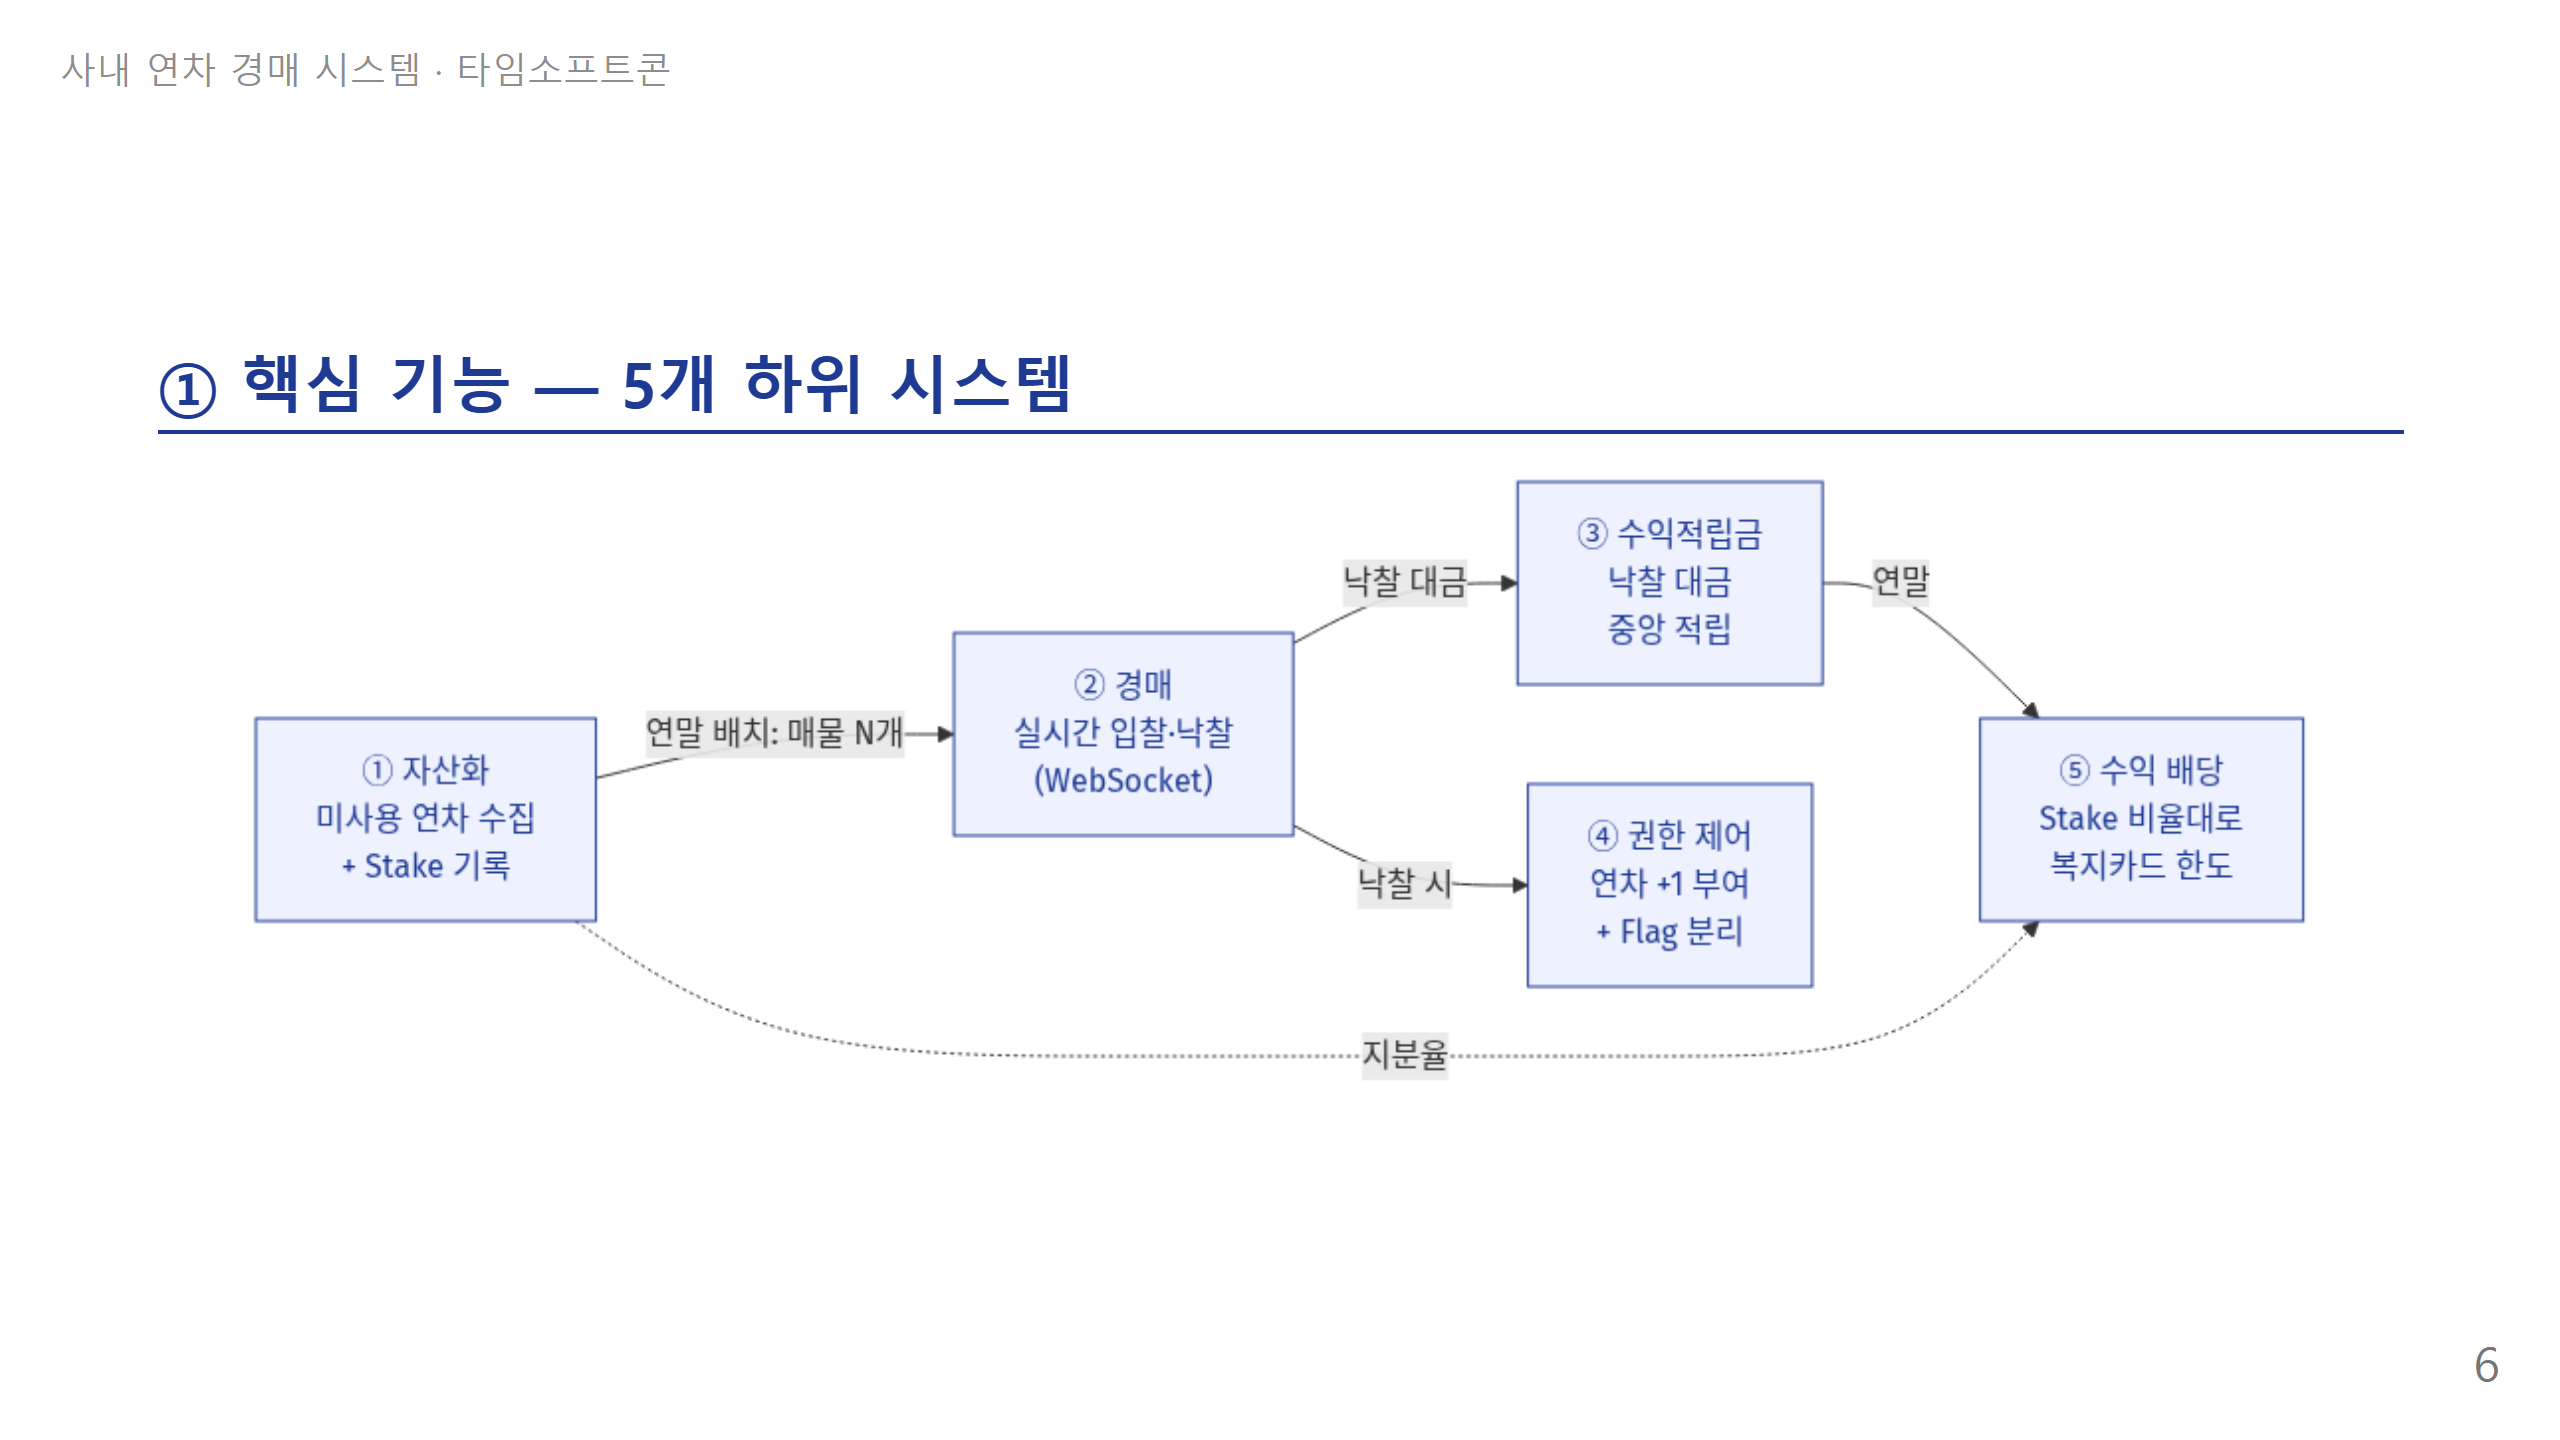 사내 연차 경매 시스템 · 타임소프트콘
① 핵심 기능 — 5개 하위 시스템
① 자산화
미사용 연차 수집
+ Stake 기록
연말 배치: 매물 N개
② 경매
실시간 입찰·낙찰
(WebSocket)
낙찰 대금
③ 수익적립금
낙찰 대금
중앙 적립
낙찰 시
④ 권한 제어
연차 +1 부여
+ Flag 분리
연말
⑤ 수익 배당
Stake 비율대로
복지카드 한도
지분율
6